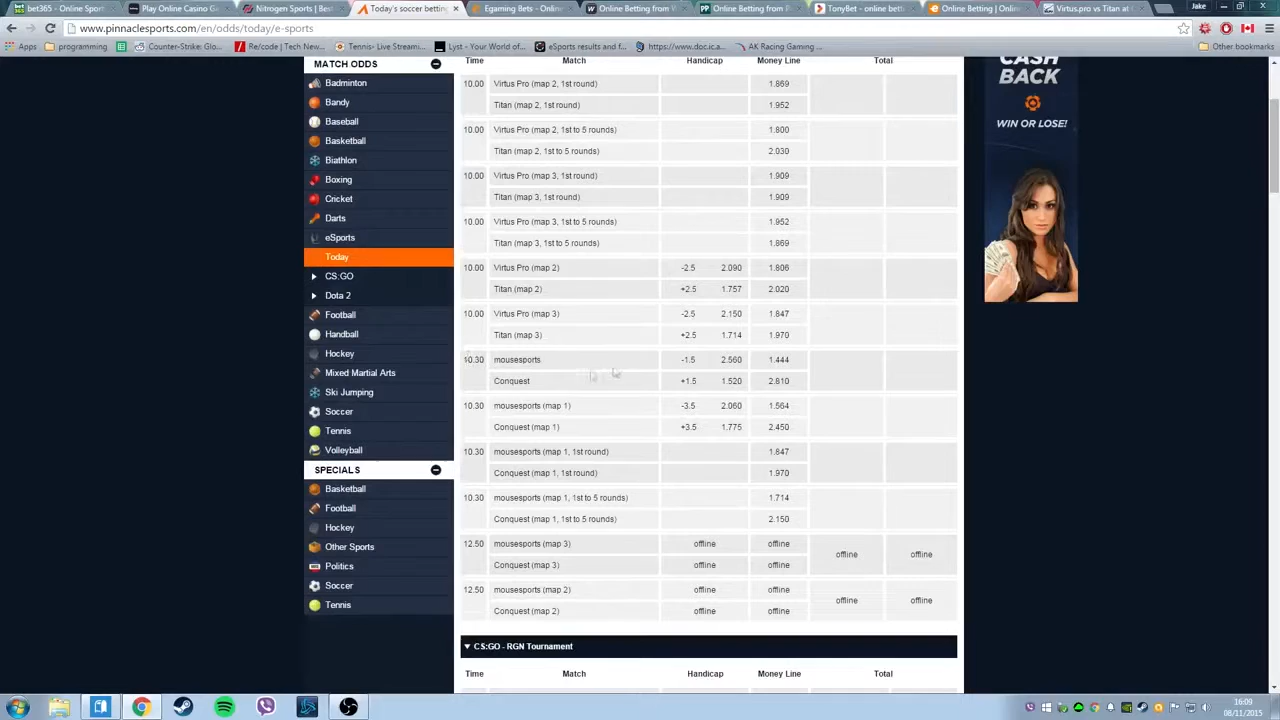 bet365 - Online Sport
Play Online Casino Ga
Nitrogen Sports | Best
Today's soccer betting
Egaming Bets - Online
Online Betting from V
Online Betting from P
TonyBet - online bett
Online Betting | Onlin
Virtus.pro vs Titan at C
Jake
www.pinnaclesports.com/en/odds/today/e-sports
Apps
programming
Counter-Strike: Glo
Re/code | Tech New
Tennis- Live Streami...
Lyst - Your World of...
eSports results and f...
https://www.doc.ic.a...
AK Racing Gaming ...
Other bookmarks
MATCH ODDS
Badminton
Bandy
Baseball
Basketball
Biathlon
Boxing
Cricket
Darts
eSports
Today
CS:GO
Dota 2
Football
Handball
Hockey
Mixed Martial Arts
Ski Jumping
Soccer
Tennis
Volleyball
SPECIALS
Basketball
Football
Hockey
Other Sports
Politics
Soccer
Tennis
Time Match Handicap Money Line Total
10.00 Virtus Pro (map 2, 1st round) 1.869
Titan (map 2, 1st round) 1.952
10.00 Virtus Pro (map 2, 1st to 5 rounds) 1.800
Titan (map 2, 1st to 5 rounds) 2.030
10.00 Virtus Pro (map 3, 1st round) 1.909
Titan (map 3, 1st round) 1.909
10.00 Virtus Pro (map 3, 1st to 5 rounds) 1.952
Titan (map 3, 1st to 5 rounds) 1.869
10.00 Virtus Pro (map 2) -2.5 2.090 1.806
Titan (map 2) +2.5 1.757 2.020
10.00 Virtus Pro (map 3) -2.5 2.150 1.847
Titan (map 3) +2.5 1.714 1.970
10.30 mousesports -1.5 2.560 1.444
Conquest +1.5 1.520 2.810
10.30 mousesports (map 1) -3.5 2.060 1.564
Conquest (map 1) +3.5 1.775 2.450
10.30 mousesports (map 1, 1st round) 1.847
Conquest (map 1, 1st round) 1.970
10.30 mousesports (map 1, 1st to 5 rounds) 1.714
Conquest (map 1, 1st to 5 rounds) 2.150
12.50 mousesports (map 3) offline offline offline offline
Conquest (map 3) offline offline
12.50 mousesports (map 2) offline offline offline offline
Conquest (map 2) offline offline
CS:GO - RGN Tournament
Time Match Handicap Money Line Total
CASH
BACK
WIN OR LOSE!
16:09
08/11/2015